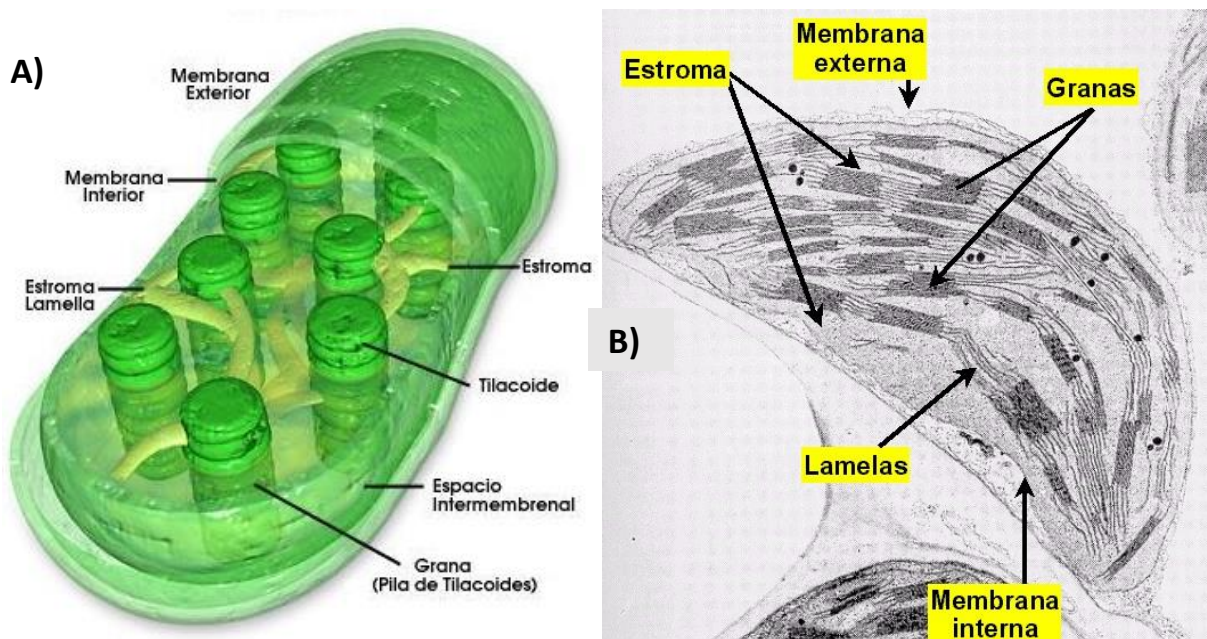 A)
Membrana
Exterior
Membrana
Interior
Estroma
Lamella
Estroma
Tilacoide
Espacio
Intermembrenal
Grana
(Pila de Tilacoides)
B)
Estroma
Membrana
externa
Granas
Lamelas
Membrana
interna